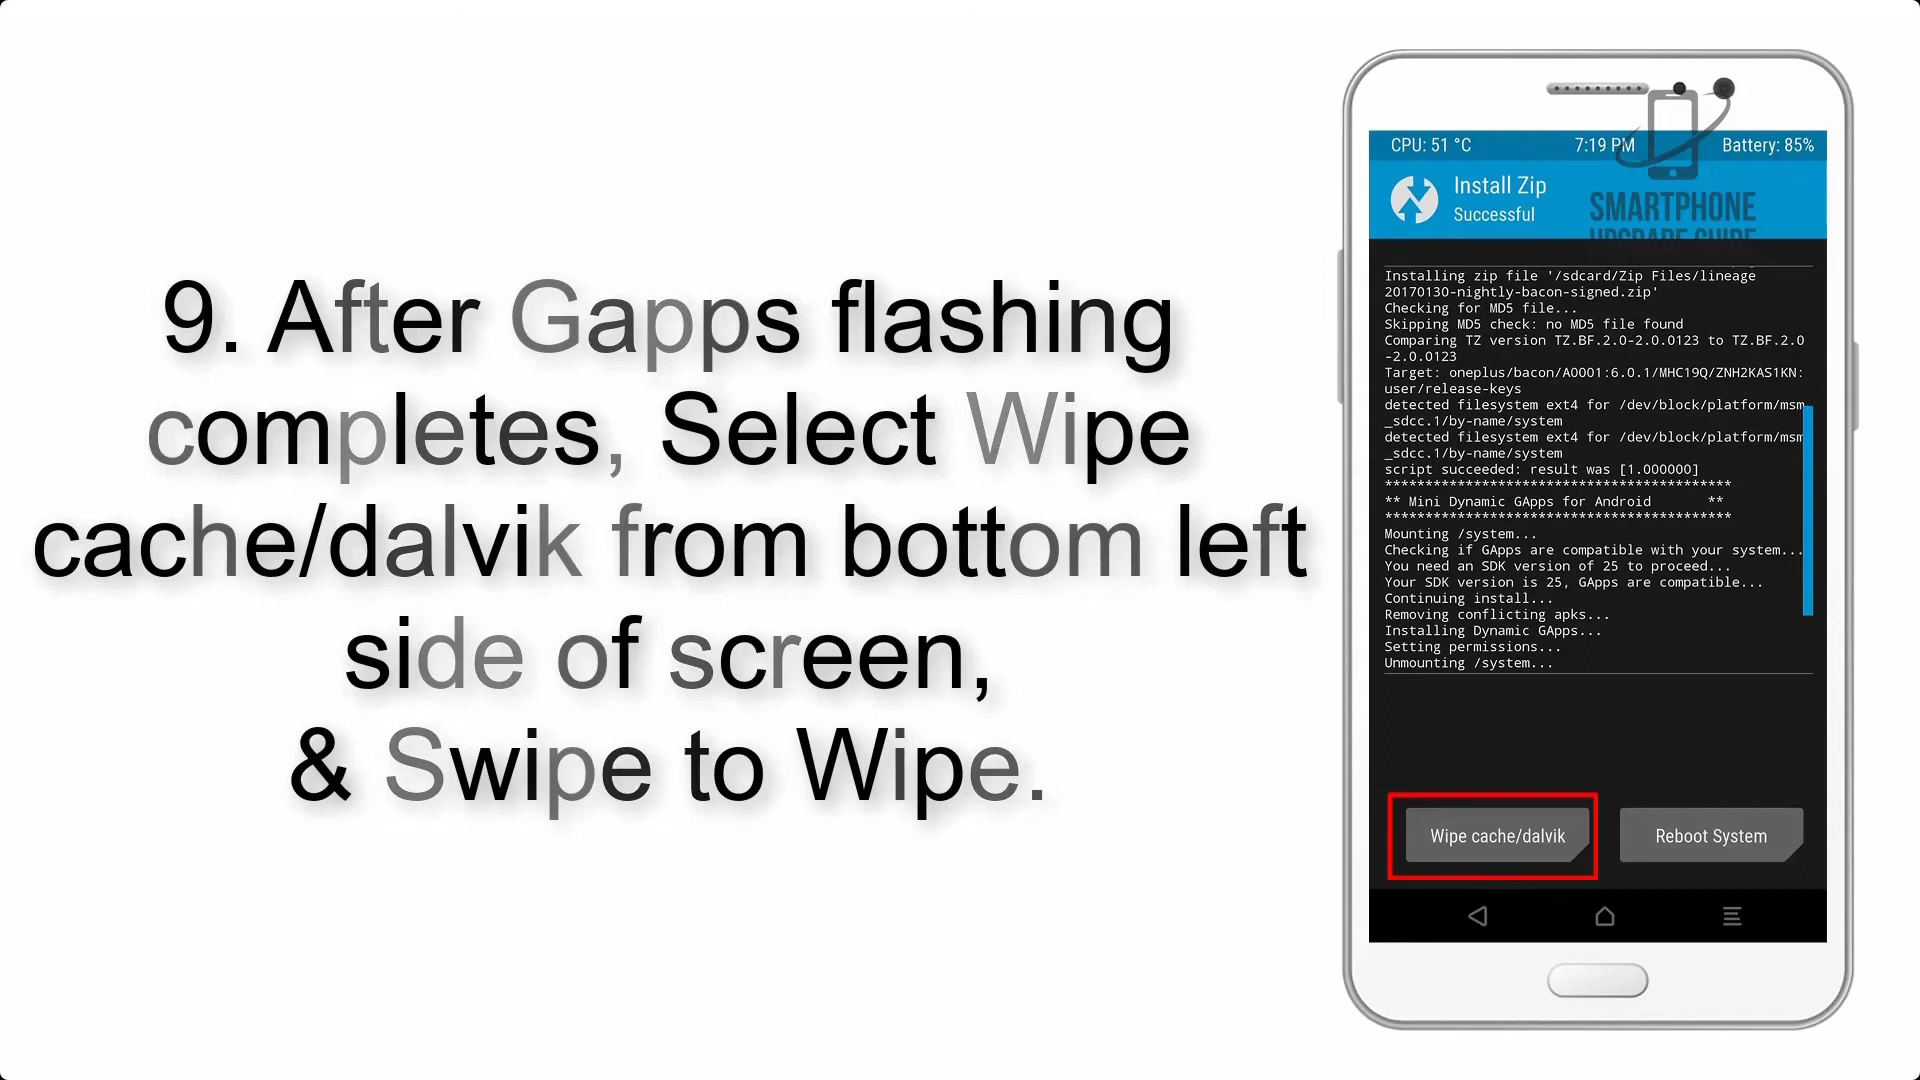 9. After Gapps flashing
completes, Select Wipe
cache/dalvik from bottom left
side of screen,
& Swipe to Wipe.
CPU: 51 °C 7:19 PM Battery: 85%
Install Zip
Successful
SMARTPHONE
UPGRADE GUIDE
Installing zip file '/sdcard/Zip Files/lineage
20170130-nightly-bacon-signed.zip'
Checking for MD5 file...
Skipping MD5 check: no MD5 file found
Comparing TZ version TZ.BF.2.0-2.0.0123 to TZ.BF.2.0
-2.0.0123
Target: oneplus/bacon/A0001:6.0.1/MHC19Q/ZNH2KAS1KN:
user/release-keys
detected filesystem ext4 for /dev/block/platform/msm
_sdcc.1/by-name/system
detected filesystem ext4 for /dev/block/platform/msm
_sdcc.1/by-name/system
script succeeded: result was [1.000000]
******************************************
** Mini Dynamic GApps for Android **
******************************************
Mounting /system...
Checking if GApps are compatible with your system...
You need an SDK version of 25 to proceed...
Your SDK version is 25, GApps are compatible...
Continuing install...
Removing conflicting apks...
Installing Dynamic GApps...
Setting permissions...
Unmounting /system...
Wipe cache/dalvik Reboot System